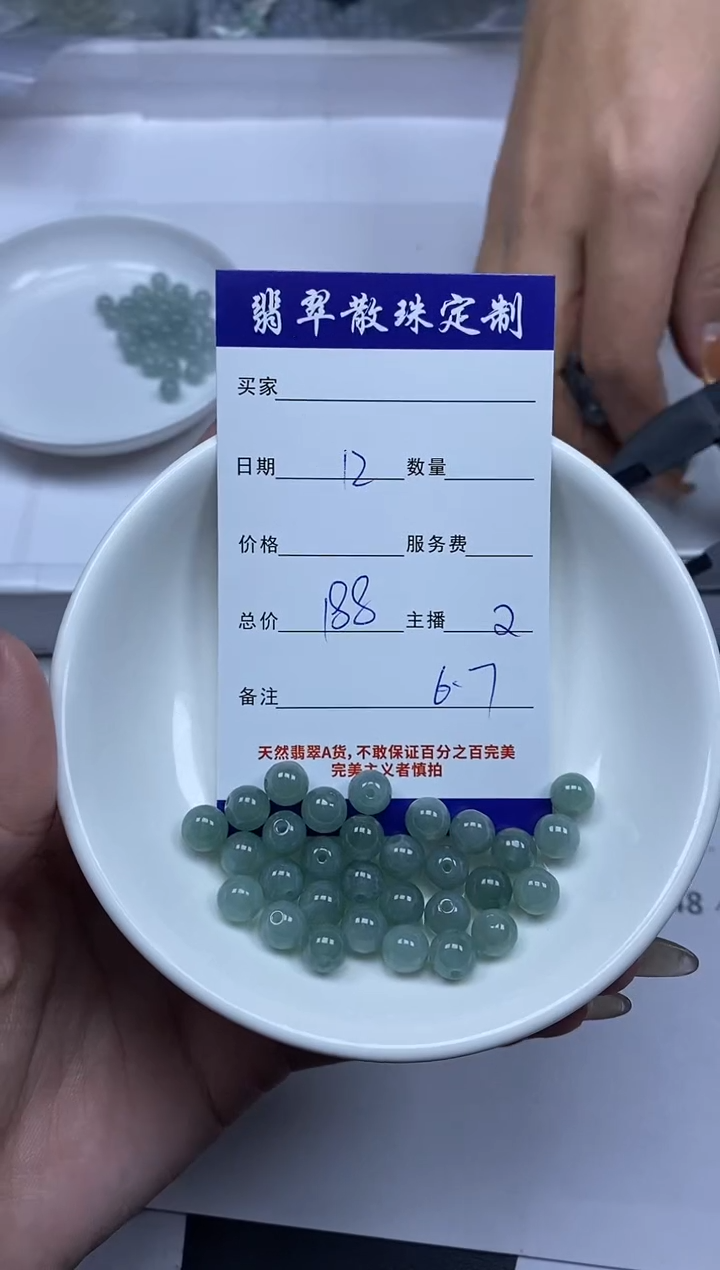 翡翠散珠定制
买家
日期 12 数量
价格 服务费
总价 188 主播 2
备注 6.7
天然翡翠A货,不敢保证百分之百完美
完美主义者慎拍